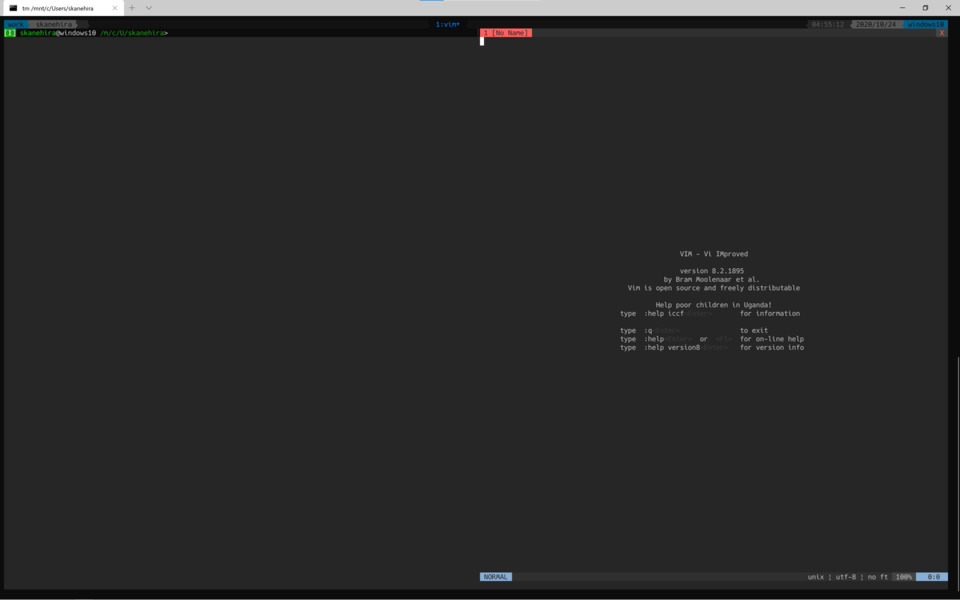 tm /mnt/c/Users/skanehira
work skanehira 1:vim* 04:55:12 2020/10/24 windows10
[I] skanehira@windows10 /m/c/U/skanehira>
1 [No Name] X
VIM - Vi IMproved
version 8.2.1895
by Bram Moolenaar et al.
Vim is open source and freely distributable
Help poor children in Uganda!
type :help iccf<Enter> for information
type :q<Enter> to exit
type :help<Enter> or <F1> for on-line help
type :help version8<Enter> for version info
NORMAL unix ¦ utf-8 ¦ no ft 100% 0:0